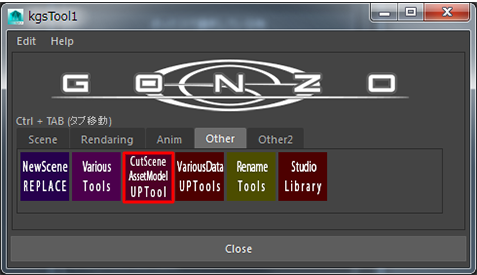 kgsTool1
Edit Help
GONZO
Ctrl + TAB (タブ移動)
Scene Rendaring Anim Other Other2
NewScene REPLACE
Various Tools
CutScene AssetModel UPTool
VariousData UPTools
Rename Tools
Studio Library
Close